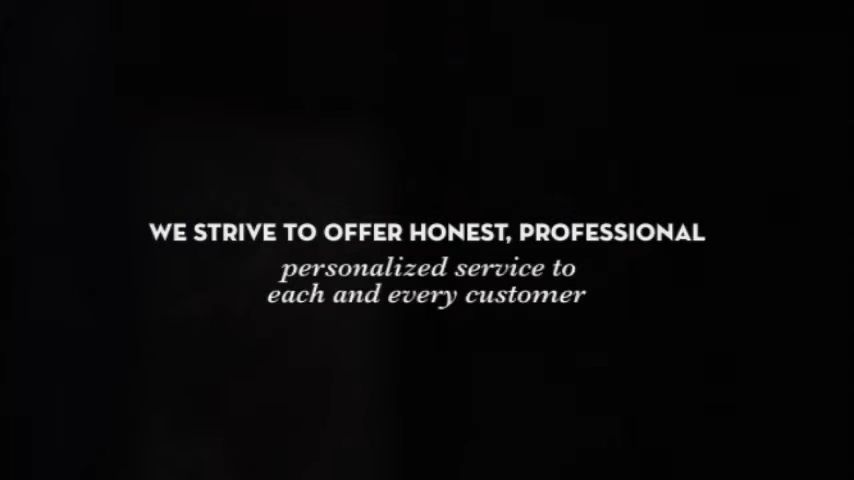 WE STRIVE TO OFFER HONEST, PROFESSIONAL
personalized service to
each and every customer